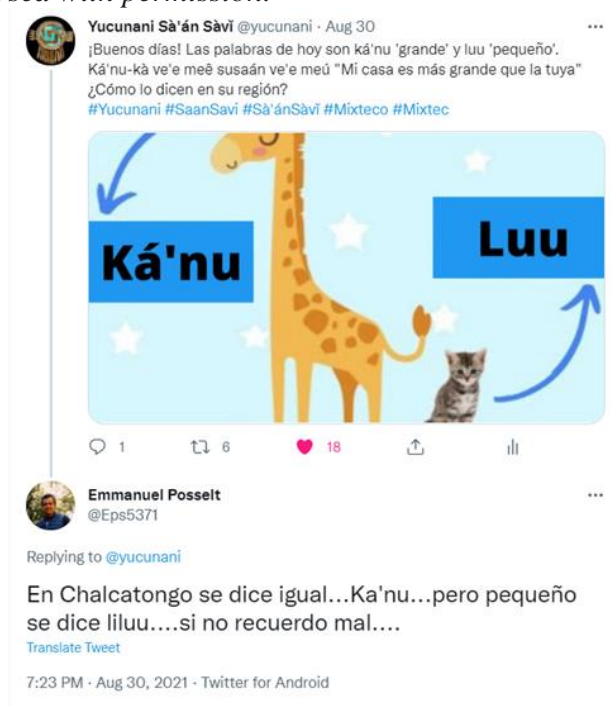 sed with permission.
Yucunani Sà'án Sàvǐ @yucunani · Aug 30
¡Buenos días! Las palabras de hoy son ká'nu 'grande' y luu 'pequeño'.
Ká'nu-kà ve'e meê susaán ve'e meú "Mi casa es más grande que la tuya"
¿Cómo lo dicen en su región?
#Yucunani #SaanSavi #Sà'ánSàvǐ #Mixteco #Mixtec
Ká'nu
Luu
1 6 18
Emmanuel Posselt
@Eps5371
Replying to @yucunani
En Chalcatongo se dice igual...Ka'nu...pero pequeño
se dice liluu....si no recuerdo mal....
Translate Tweet
7:23 PM · Aug 30, 2021 · Twitter for Android